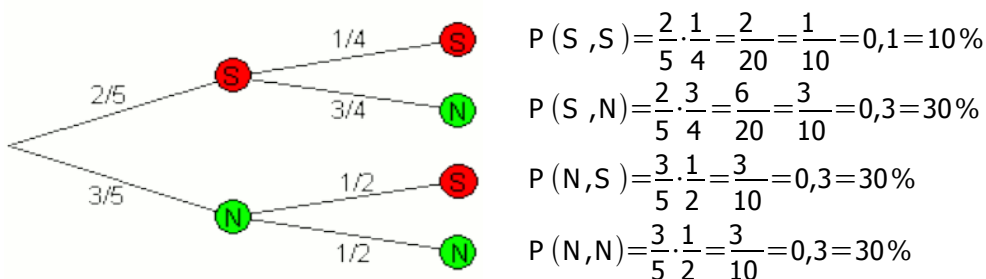 1/4
S
P(S ,S)=2/5·1/4=2/20=1/10=0,1=10%
S
2/5
3/4
N
P(S ,N)=2/5·3/4=6/20=3/10=0,3=30%
3/5
1/2
S
P(N,S)=3/5·1/2=3/10=0,3=30%
N
1/2
N
P(N,N)=3/5·1/2=3/10=0,3=30%